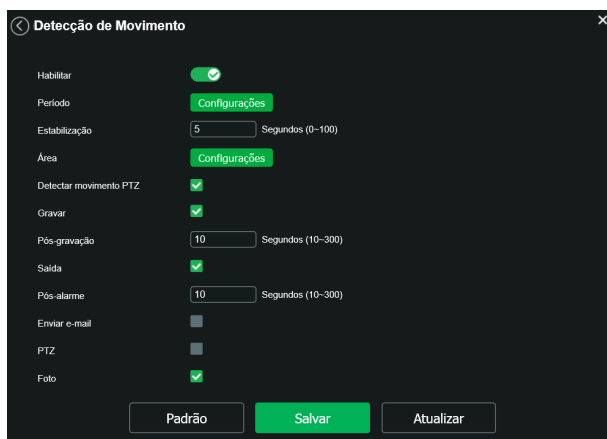 Detecção de Movimento
Habilitar
Período Configurações
Estabilização 5 Segundos (0~100)
Área Configurações
Detectar movimento PTZ
Gravar
Pós-gravação 10 Segundos (10~300)
Saída
Pós-alarme 10 Segundos (10~300)
Enviar e-mail
PTZ
Foto
Padrão Salvar Atualizar